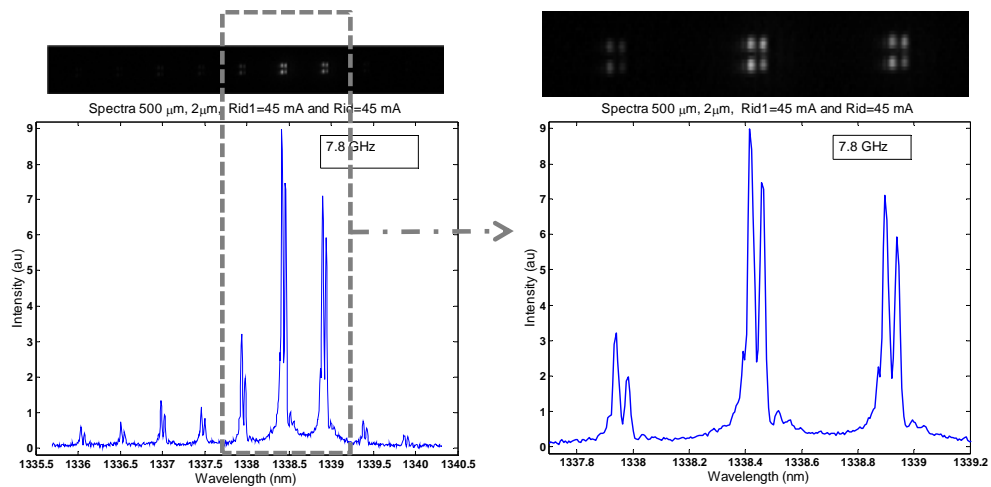 Spectra 500 μm, 2μm, Rid1=45 mA and Rid=45 mA
7.8 GHz
Intensity (au)
9
8
7
6
5
4
3
2
1
0
1335.5 1336 1336.5 1337 1337.5 1338 1338.5 1339 1339.5 1340 1340.5
Wavelength (nm)
Spectra 500 μm, 2μm, Rid1=45 mA and Rid=45 mA
7.8 GHz
Intensity (au)
9
8
7
6
5
4
3
2
1
0
1337.8 1338 1338.2 1338.4 1338.6 1338.8 1339 1339.2
Wavelength (nm)